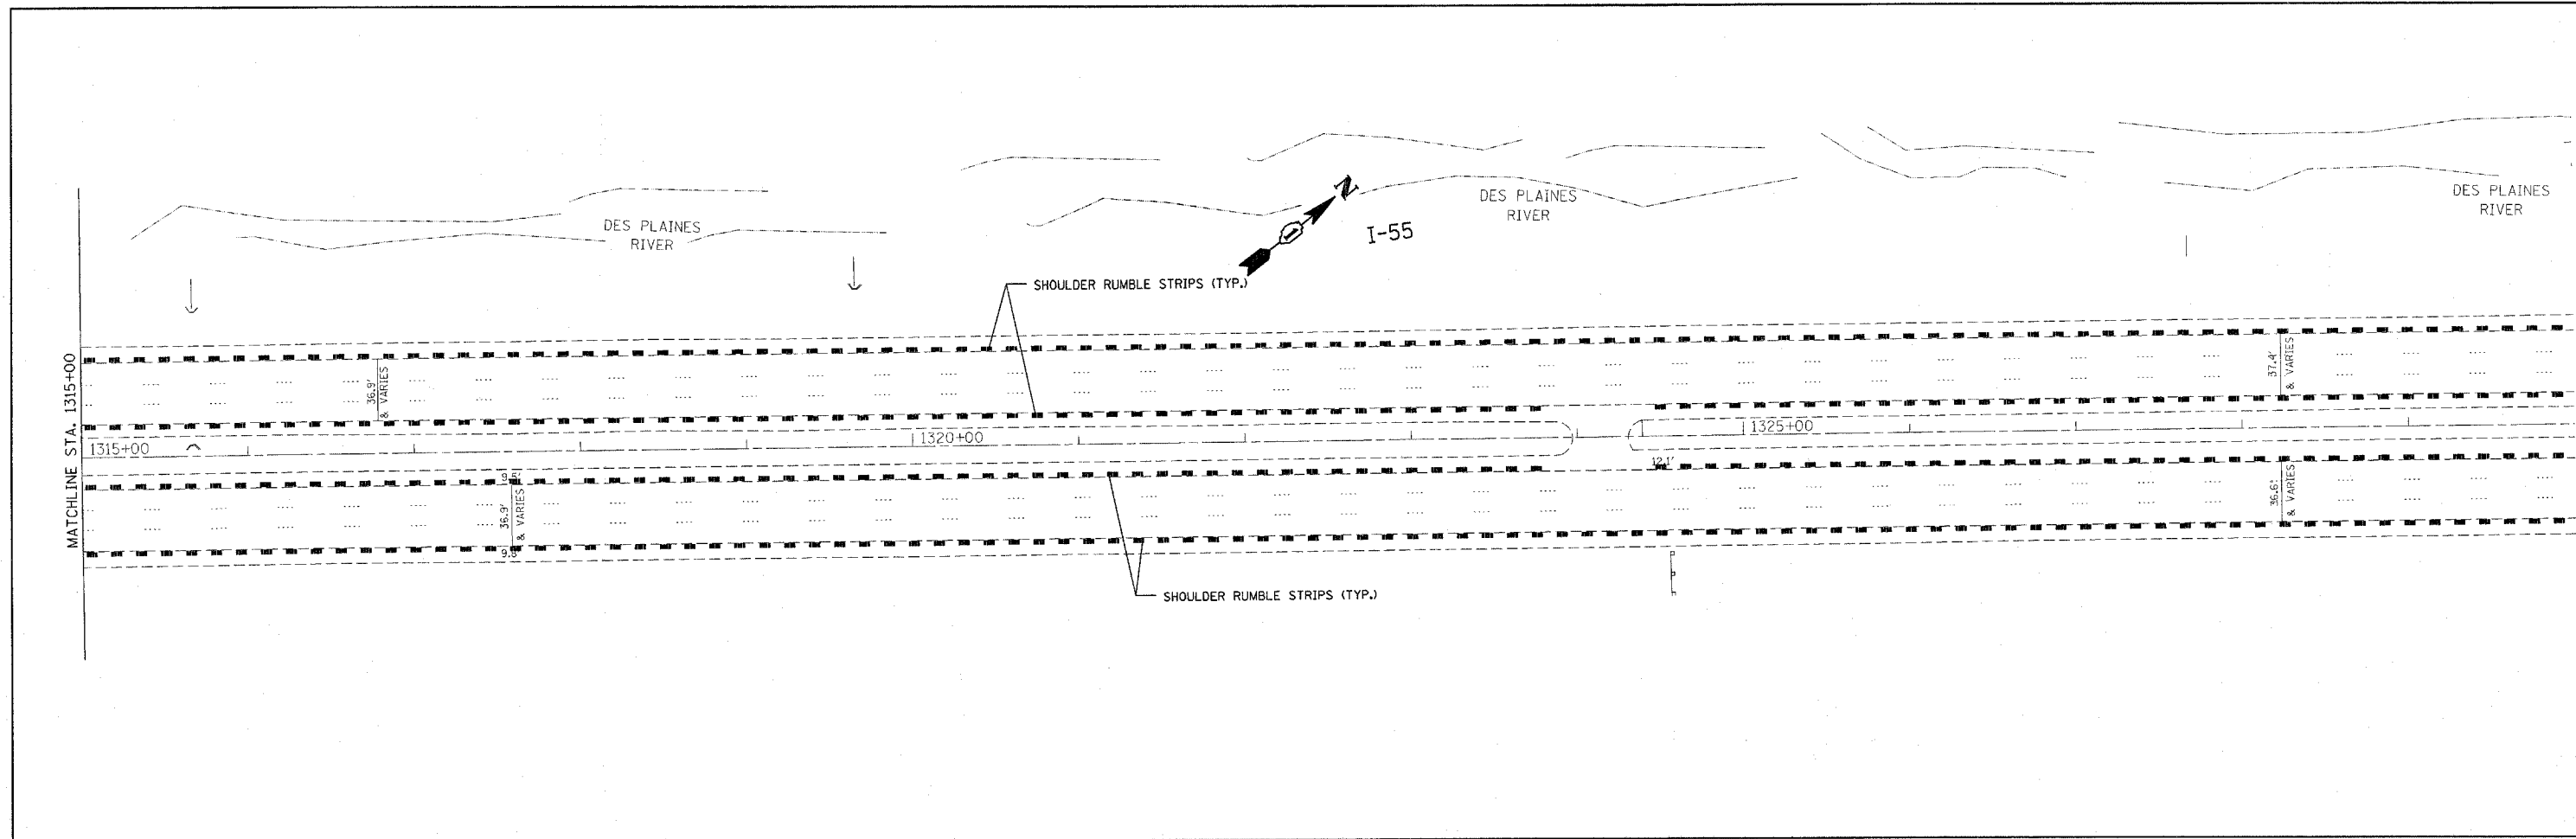 DES PLAINES
RIVER
DES PLAINES
RIVER
DES PLAINES
RIVER
N
I-55
SHOULDER RUMBLE STRIPS (TYP.)
MATCHLINE STA. 1315+00
36.9'
& VARIES
37.4'
& VARIES
1315+00
1320+00
1325+00
12.1'
36.9'
& VARIES
9.8'
36.6'
& VARIES
SHOULDER RUMBLE STRIPS (TYP.)